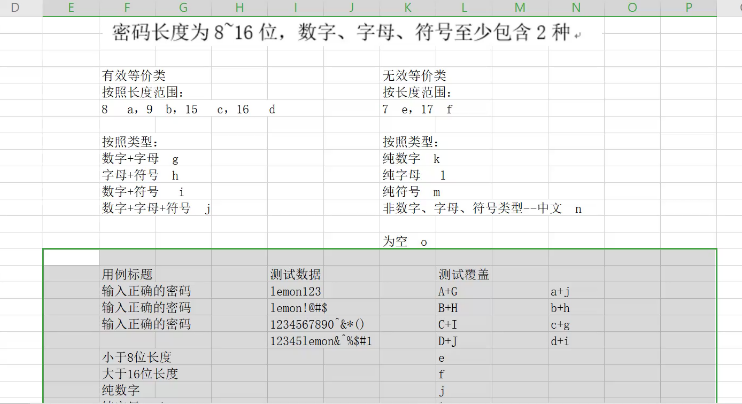 D E F G H I J K L M N O P
密码长度为 8~16 位，数字、字母、符号至少包含 2 种
有效等价类 无效等价类
按照长度范围： 按长度范围：
8 a，9 b，15 c，16 d 7 e，17 f
按照类型： 按照类型：
数字+字母 g 纯数字 k
字母+符号 h 纯字母 l
数字+符号 i 纯符号 m
数字+字母+符号 j 非数字、字母、符号类型--中文 n
为空 o
用例标题 测试数据 测试覆盖
输入正确的密码 lemon123 A+G a+j
输入正确的密码 lemon!@#$ B+H b+h
输入正确的密码 1234567890^&*() C+I c+g
12345lemon&^%$#1 D+J d+i
小于8位长度 e
大于16位长度 f
纯数字 j